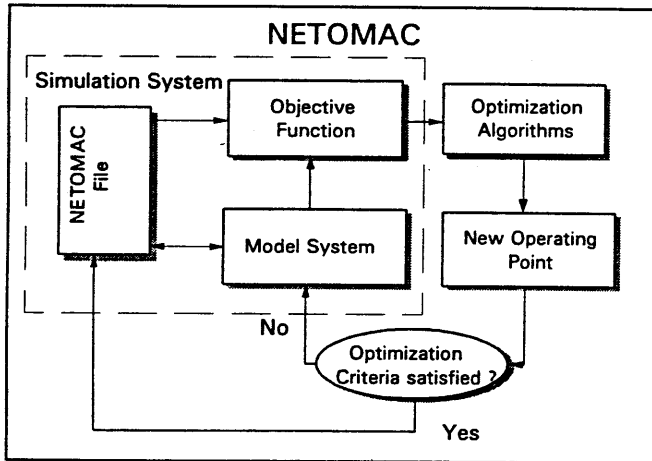 NETOMAC
Simulation System
NETOMAC
File
Objective
Function
Optimization
Algorithms
Model System
New Operating
Point
No
Optimization
Criteria satisfied ?
Yes